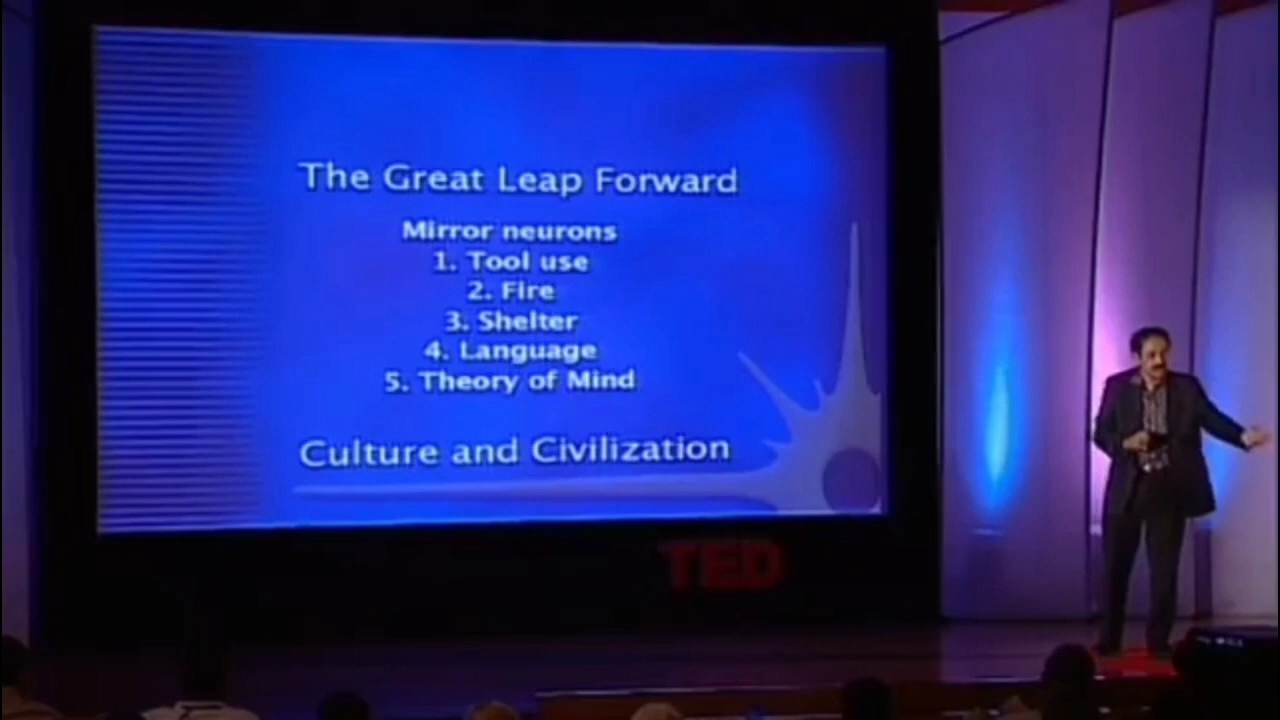 The Great Leap Forward
Mirror neurons
1. Tool use
2. Fire
3. Shelter
4. Language
5. Theory of Mind
Culture and Civilization
TED